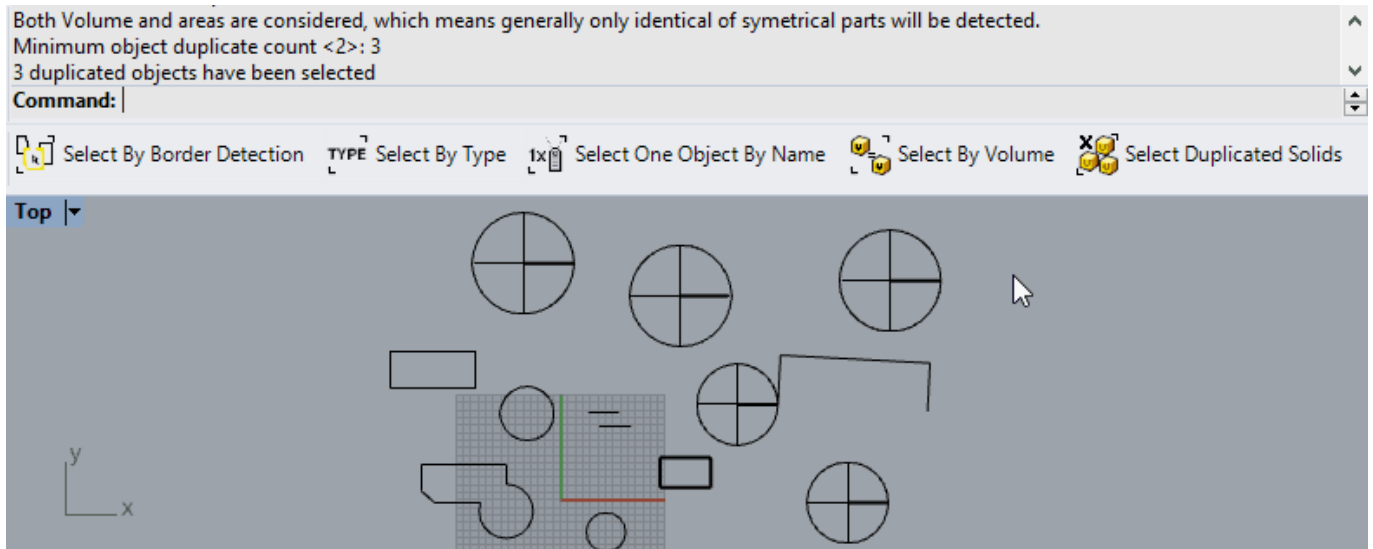 Both Volume and areas are considered, which means generally only identical of symetrical parts will be detected.
Minimum object duplicate count <2>: 3
3 duplicated objects have been selected
Command:
Select By Border Detection TYPE Select By Type 1x Select One Object By Name Select By Volume Select Duplicated Solids
Top
y
x